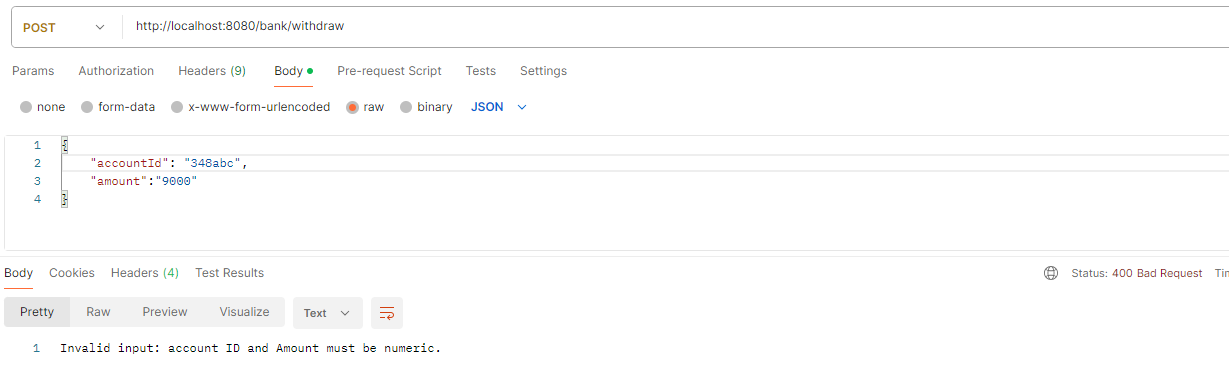 POST http://localhost:8080/bank/withdraw
Params Authorization Headers (9) Body Pre-request Script Tests Settings
none form-data x-www-form-urlencoded raw binary JSON
1 {
2 "accountId": "348abc",
3 "amount":"9000"
4 }
Body Cookies Headers (4) Test Results Status: 400 Bad Request
Pretty Raw Preview Visualize Text
1 Invalid input: account ID and Amount must be numeric.